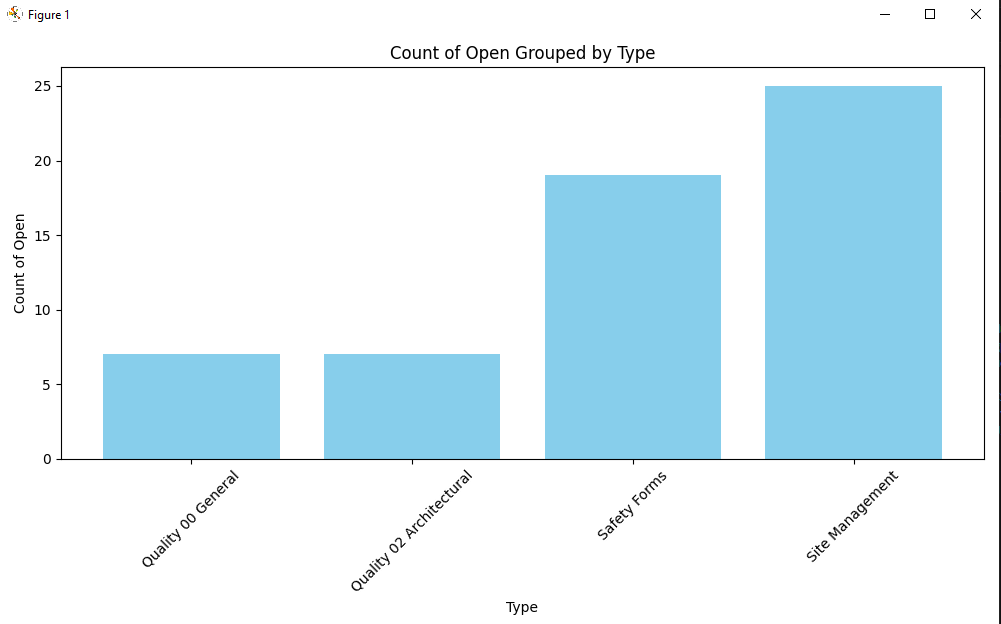 Figure 1
Count of Open Grouped by Type
25
20
15
10
5
0
Count of Open
Quality 00 General
Quality 02 Architectural
Safety Forms
Site Management
Type